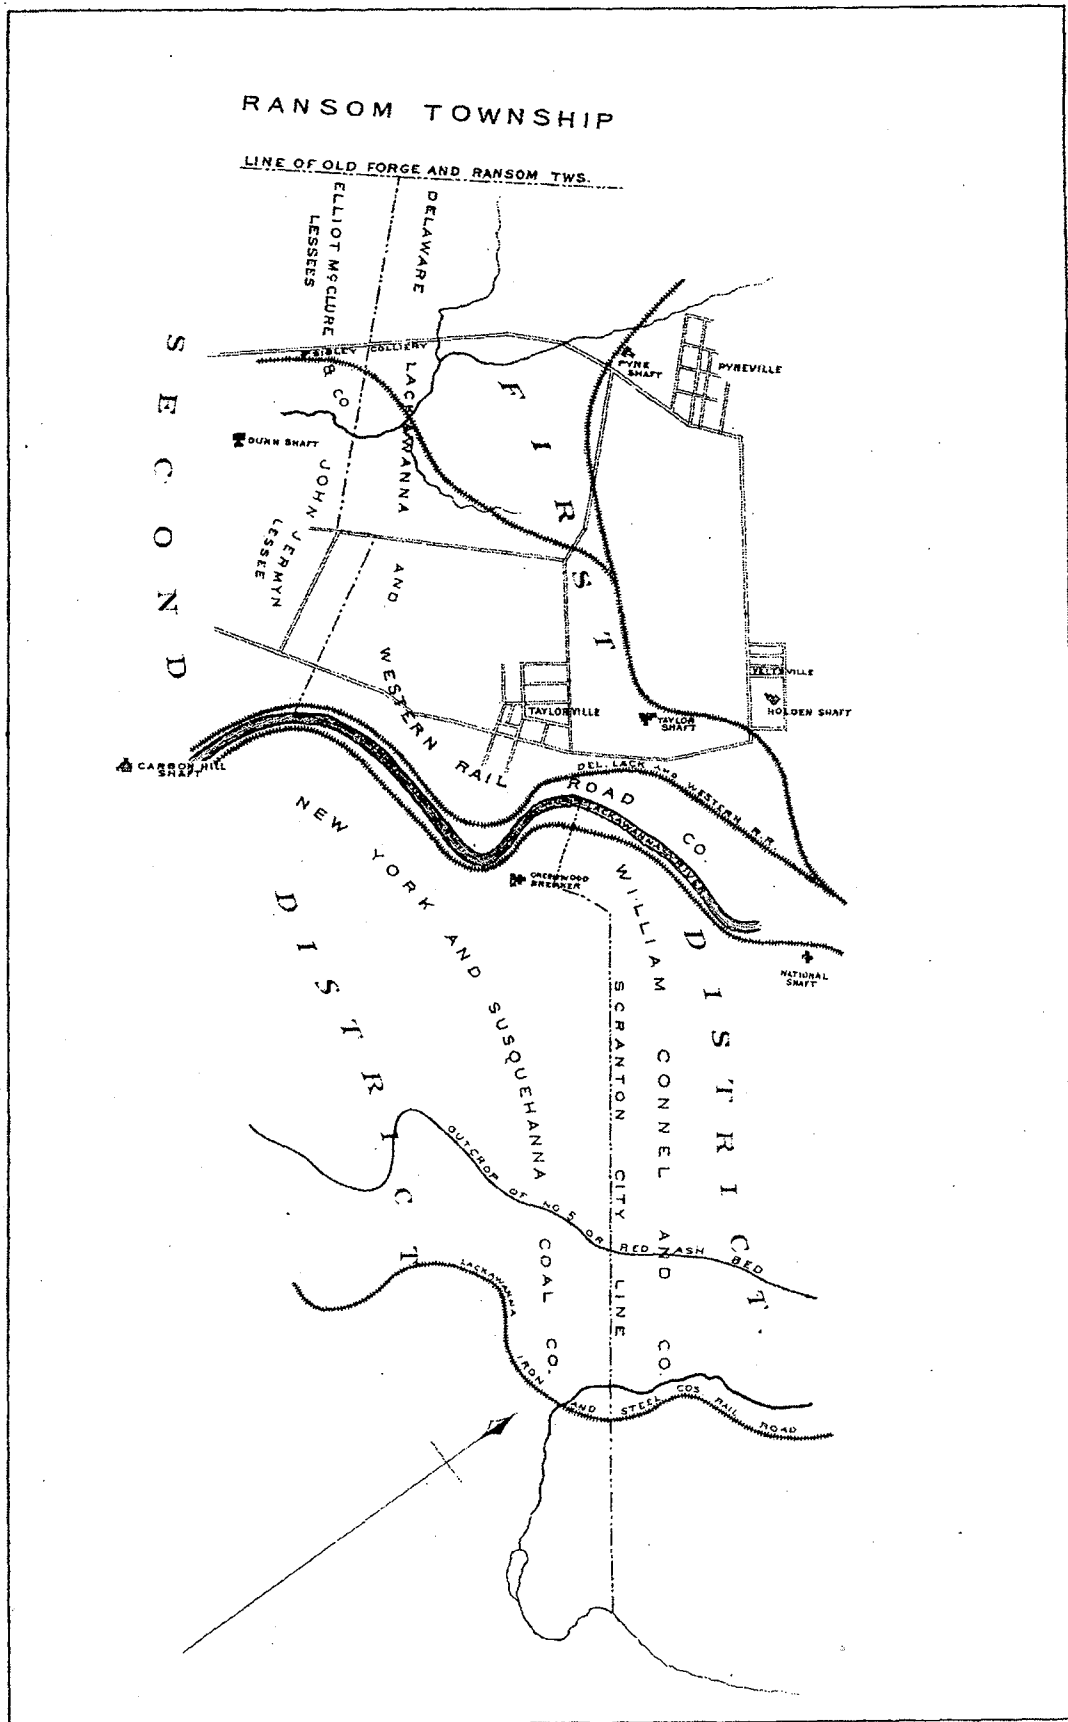 RANSOM TOWNSHIP
LINE OF OLD FORGE AND RANSOM TWS.
ELLIOT McCLURE & CO
LESSEES
DELAWARE LACKAWANNA AND WESTERN RAIL ROAD CO.
SIBLEY COLLIERY
PYNE
SHAFT
PYNEVILLE
FIRST DISTRICT.
SECOND DISTRICT
DUNN SHAFT
JOHN JERMYN
LESSEE
TAYLORVILLE
TAYLOR
SHAFT
HOLDEN SHAFT
CARBON HILL
SHAFT
DEL. LACK AND WESTERN R.R.
LACKAWANNA RIVER
GREENWOOD
BREAKER
NATIONAL
SHAFT
NEW YORK AND SUSQUEHANNA COAL CO.
WILLIAM CONNEL AND CO.
SCRANTON CITY LINE
OUTCROP OF NO 5 OR RED ASH BED
LACKAWANNA IRON AND STEEL COS. RAIL ROAD